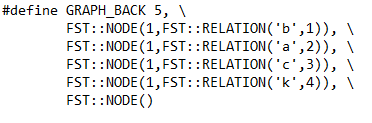 #define GRAPH_BACK 5, \
FST::NODE(1,FST::RELATION('b',1)), \
FST::NODE(1,FST::RELATION('a',2)), \
FST::NODE(1,FST::RELATION('c',3)), \
FST::NODE(1,FST::RELATION('k',4)), \
FST::NODE()